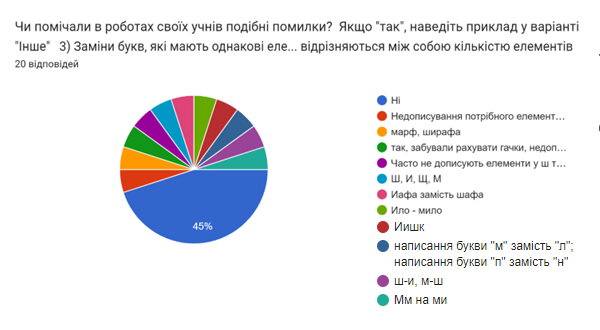 Чи помічали в роботах своїх учнів подібні помилки?  Якщо "так", наведіть приклад у варіанті
"Інше"   3) Заміни букв, які мають однакові еле... відрізняються між собою кількістю елементів
20 відповідей
45%
Ні
Недописування потрібного елемент…
марф, ширафа
так, забували рахувати гачки, недоп…
Часто не дописують елементи у ш т…
Ш, И, Щ, М
Иафа замість шафа
Ило - мило
Иишк
написання букви "м" замість "л";
написання букви "п" замість "н"
ш-и, м-ш
Мм на ми